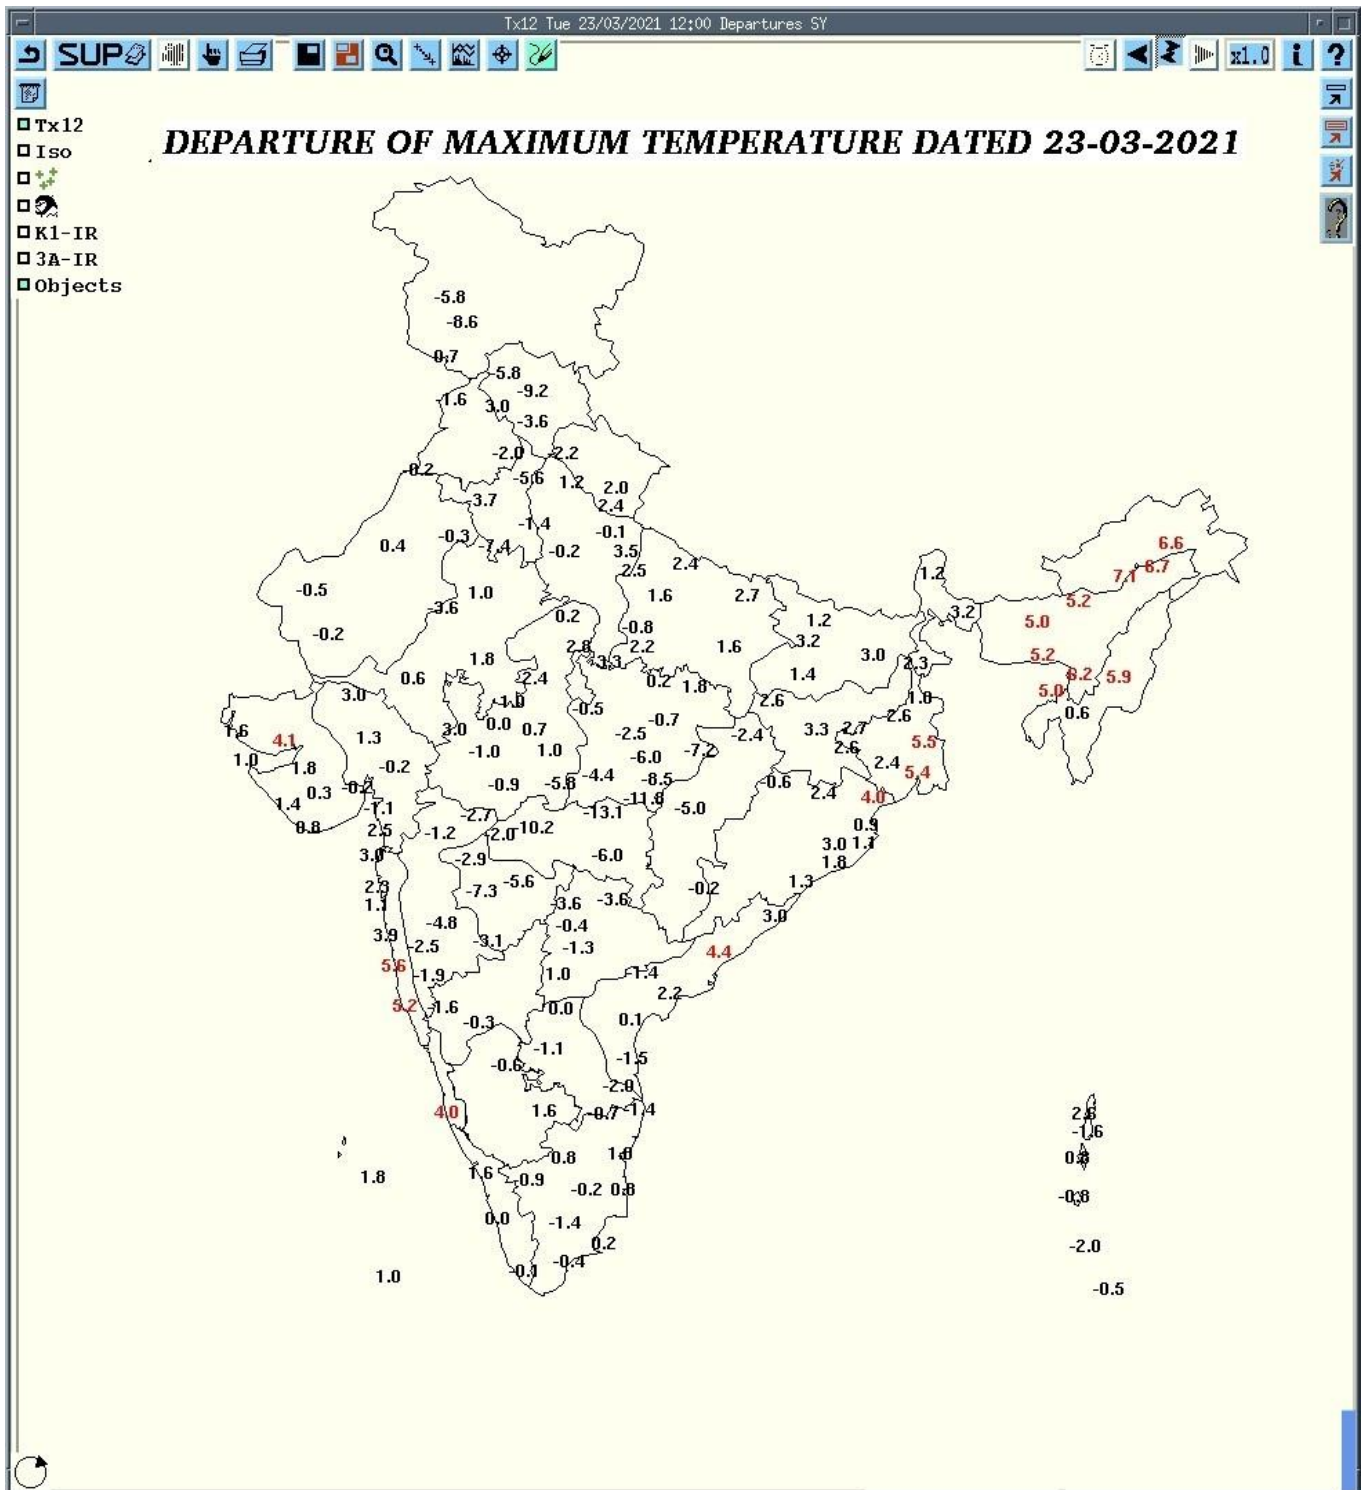 Tx12 Tue 23/03/2021 12:00 Departures SY
SUP
x1.0 i ?
Tx12
Iso
K1-IR
3A-IR
Objects
DEPARTURE OF MAXIMUM TEMPERATURE DATED 23-03-2021
-5.8
-8.6
0.7
-5.8
-9.2
-1.6 3.0
-3.6
-2.0 -2.2
-0.2
-5.6 1.2 2.0
-3.7 2.4
-1.4 -0.1
0.4 -0.3 -7.4 -0.2 3.5 6.6
2.4
2.5 1.2 7.1
-0.5 1.0 1.6 2.7 5.2
-3.6 0.2 1.2 3.2 5.0
-0.2 -0.8
2.2 1.6 3.2
1.8 3.0 2.3 5.2
0.6 2.4 0.2 1.8 1.4 5.9
3.0 2.6 5.0
-0.5 -2.6 0.6
3.0 0.0 0.7 -0.7 3.3 2.7
4.1 1.3 -2.5 -2.4 5.5
1.0 -1.0 1.0 -6.0 -7.2 2.6
1.8 -0.2 2.4 5.4
-4.4 -8.5
0.3 -0.2 -0.9 -0.6 2.4 4.0
1.4 -1.1 -5.0
0.8 2.5 -1.2 -2.7 -2.0 -10.2 -13.1 0.9
3.0 1.1
-2.9 -6.0 1.8
-7.3 -5.6 -0.2 1.3
1.1 -3.6 -3.6
3.9 -4.8 -0.4 3.0
-2.5 -3.1 -1.3 4.4
5.6 -1.9 1.0 -1.4
2.2
5.2 -1.6 0.0
-0.3 0.1
-1.1 -1.5
-0.6
-2.0
4.0 1.6 -0.7 1.4 2.6
-1.6
0.8
1.8 1.6 0.9
-0.2 0.8 -0.8
0.0 -1.4
0.2 -2.0
-0.1 -0.4
1.0 -0.5